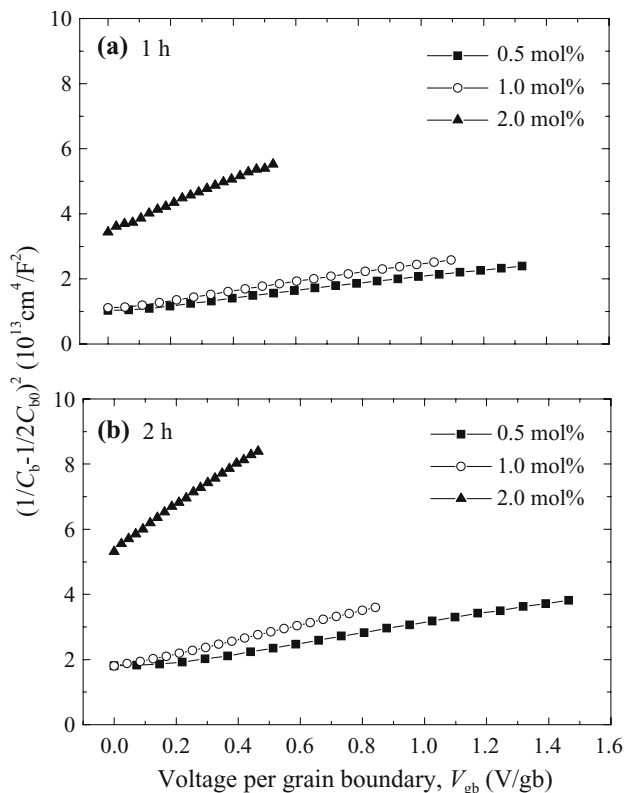 10
(a) 1 h
0.5 mol%
1.0 mol%
2.0 mol%
8
6
4
2
0
(1/C_b-1/2C_b0)^2 (10^13cm^4/F^2)
10
(b) 2 h
0.5 mol%
1.0 mol%
2.0 mol%
8
6
4
2
0
0.0 0.2 0.4 0.6 0.8 1.0 1.2 1.4 1.6
Voltage per grain boundary, V_gb (V/gb)